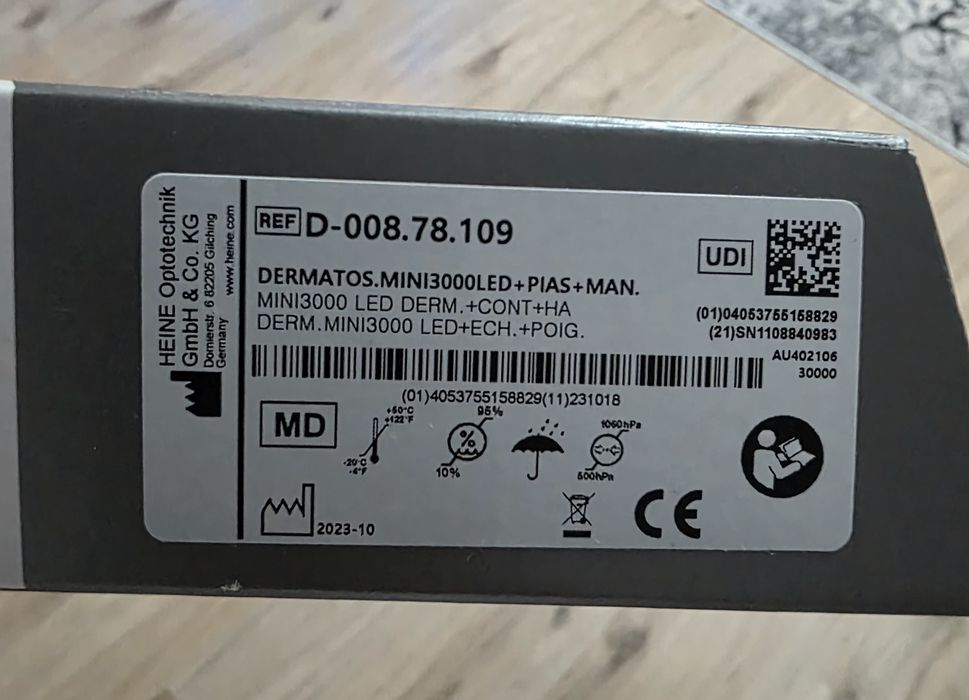 HEINE Optotechnik
GmbH & Co. KG
Dornierstr. 6 82205 Gilching
Germany www.heine.com
REF D-008.78.109
DERMATOS.MINI3000LED+PIAS+MAN.
MINI3000 LED DERM.+CONT+HA
DERM.MINI3000 LED+ECH.+POIG.
UDI
(01)04053755158829
(21)SN1108840983
AU402106
30000
(01)4053755158829(11)231018
MD
+50°C
+122°F
-20°C
-4°F
95%
%
10%
1060hPa
500hPa
2023-10
CE